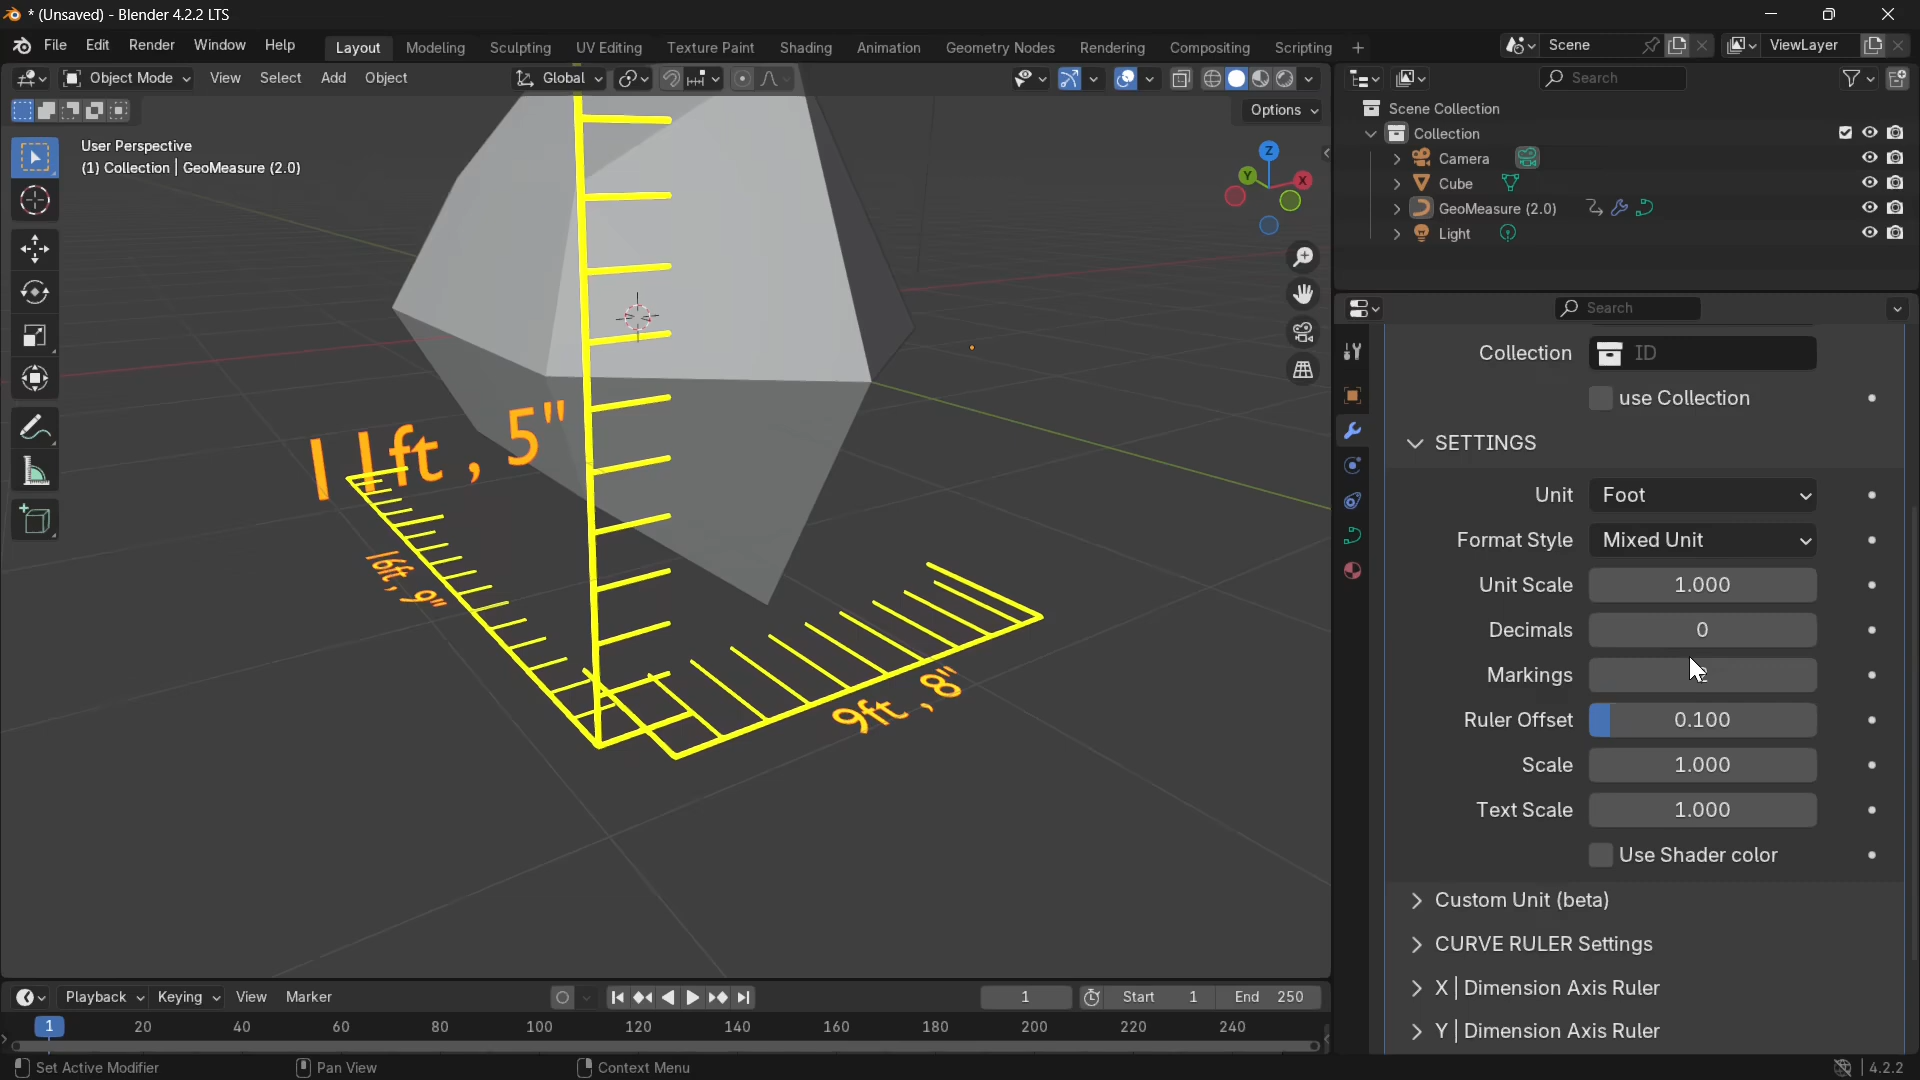 * (Unsaved) - Blender 4.2.2 LTS
File Edit Render Window Help
Layout Modeling Sculpting UV Editing Texture Paint Shading Animation Geometry Nodes Rendering Compositing Scripting +
Scene ViewLayer
Object Mode View Select Add Object
Global
Options
User Perspective
(1) Collection | GeoMeasure (2.0)
Z
Y
X
11ft , 5"
16ft , 9"
9ft , 8"
Search
Scene Collection
Collection
Camera
Cube
GeoMeasure (2.0)
Light
Search
Collection ID
use Collection
SETTINGS
Unit Foot
Format Style Mixed Unit
Unit Scale 1.000
Decimals 0
Markings
Ruler Offset 0.100
Scale 1.000
Text Scale 1.000
Use Shader color
Custom Unit (beta)
CURVE RULER Settings
X | Dimension Axis Ruler
Y | Dimension Axis Ruler
Playback Keying View Marker
1 Start 1 End 250
1 20 40 60 80 100 120 140 160 180 200 220 240
Set Active Modifier Pan View Context Menu
4.2.2